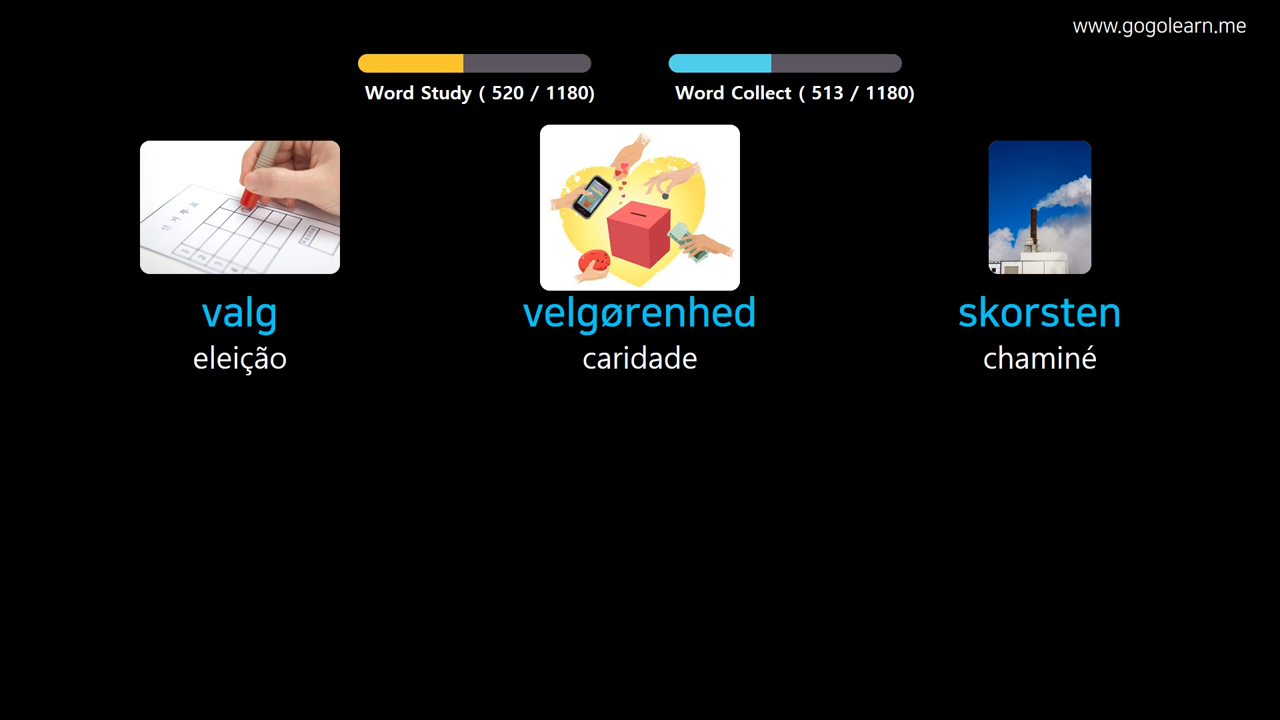 www.gogolearn.me
Word Study ( 520 / 1180)
Word Collect ( 513 / 1180)
valg
velgørenhed
skorsten
eleição
caridade
chaminé